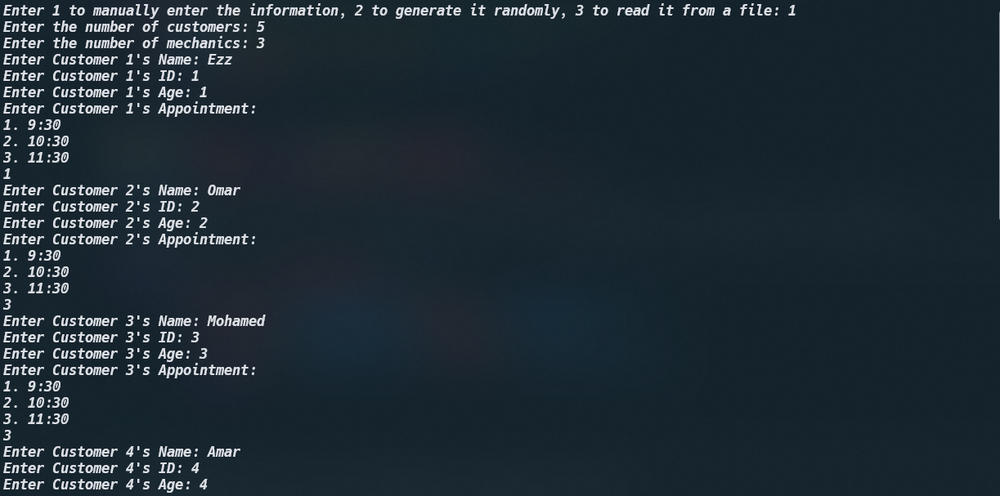 Enter 1 to manually enter the information, 2 to generate it randomly, 3 to read it from a file: 1
Enter the number of customers: 5
Enter the number of mechanics: 3
Enter Customer 1's Name: Ezz
Enter Customer 1's ID: 1
Enter Customer 1's Age: 1
Enter Customer 1's Appointment:
1. 9:30
2. 10:30
3. 11:30
1
Enter Customer 2's Name: Omar
Enter Customer 2's ID: 2
Enter Customer 2's Age: 2
Enter Customer 2's Appointment:
1. 9:30
2. 10:30
3. 11:30
3
Enter Customer 3's Name: Mohamed
Enter Customer 3's ID: 3
Enter Customer 3's Age: 3
Enter Customer 3's Appointment:
1. 9:30
2. 10:30
3. 11:30
3
Enter Customer 4's Name: Amar
Enter Customer 4's ID: 4
Enter Customer 4's Age: 4